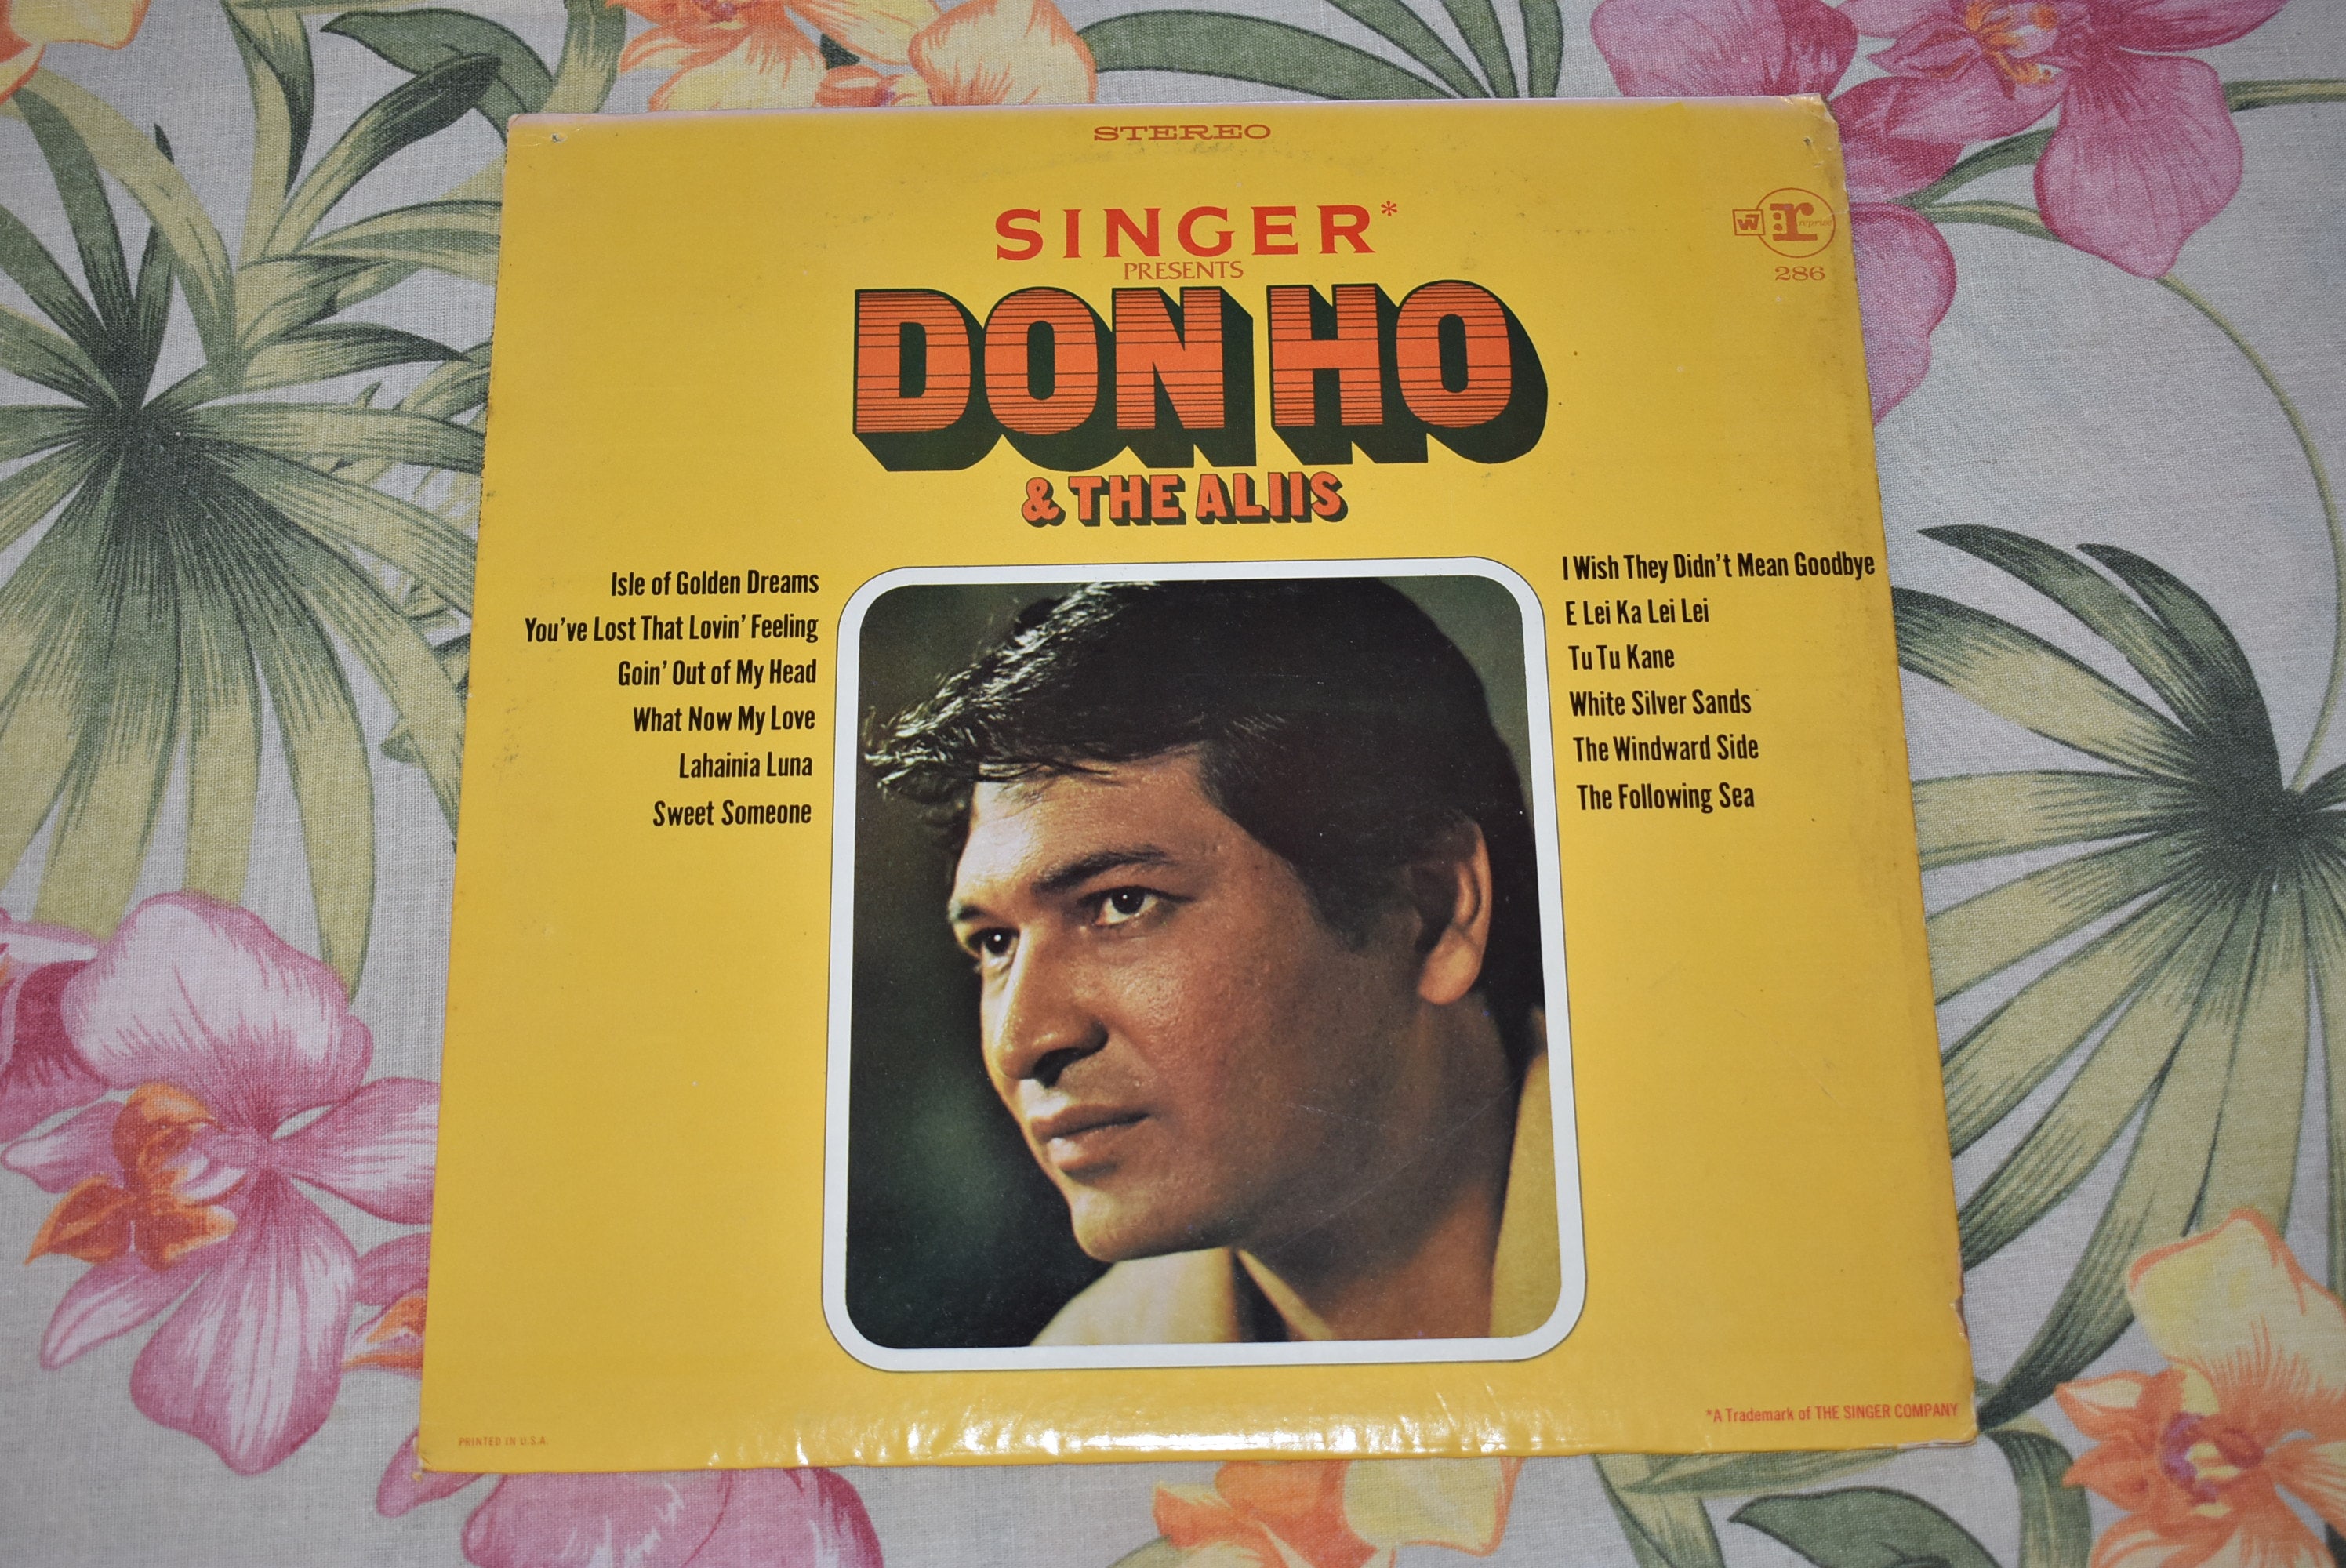 STEREO
SINGER*
PRESENTS
W7 r reprise
286
DON HO
& THE ALIIS
Isle of Golden Dreams
You've Lost That Lovin' Feeling
Goin' Out of My Head
What Now My Love
Lahainia Luna
Sweet Someone
I Wish They Didn't Mean Goodbye
E Lei Ka Lei Lei
Tu Tu Kane
White Silver Sands
The Windward Side
The Following Sea
*A Trademark of THE SINGER COMPANY
PRINTED IN U.S.A.